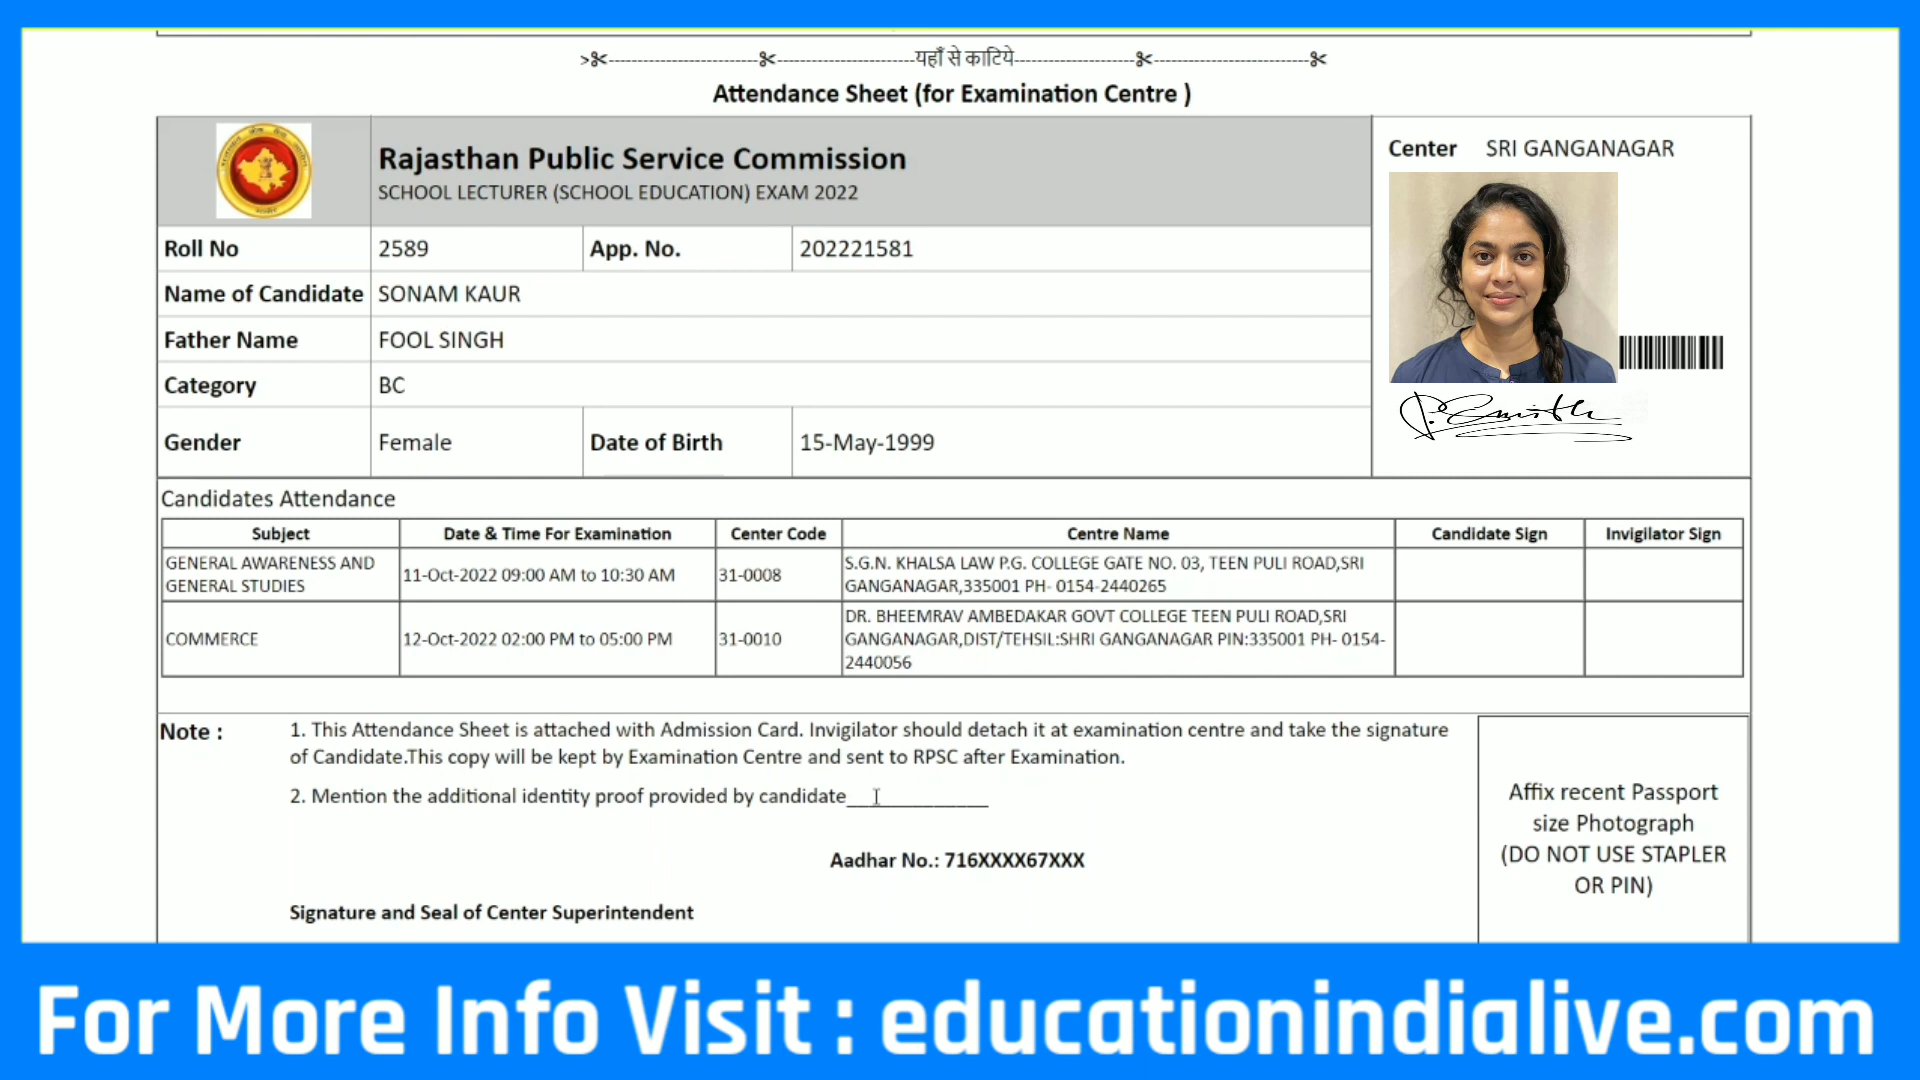 यहाँ से काटिये
Attendance Sheet (for Examination Centre )
Rajasthan Public Service Commission
SCHOOL LECTURER (SCHOOL EDUCATION) EXAM 2022
Center SRI GANGANAGAR
Roll No 2589 App. No. 202221581
Name of Candidate SONAM KAUR
Father Name FOOL SINGH
Category BC
Gender Female Date of Birth 15-May-1999
Candidates Attendance
Subject Date & Time For Examination Center Code Centre Name Candidate Sign Invigilator Sign
GENERAL AWARENESS AND
GENERAL STUDIES
11-Oct-2022 09:00 AM to 10:30 AM
31-0008
S.G.N. KHALSA LAW P.G. COLLEGE GATE NO. 03, TEEN PULI ROAD,SRI
GANGANAGAR,335001 PH- 0154-2440265
COMMERCE
12-Oct-2022 02:00 PM to 05:00 PM
31-0010
DR. BHEEMRAV AMBEDAKAR GOVT COLLEGE TEEN PULI ROAD,SRI
GANGANAGAR,DIST/TEHSIL:SHRI GANGANAGAR PIN:335001 PH- 0154-
2440056
Note : 1. This Attendance Sheet is attached with Admission Card. Invigilator should detach it at examination centre and take the signature
of Candidate.This copy will be kept by Examination Centre and sent to RPSC after Examination.
2. Mention the additional identity proof provided by candidate____________
Aadhar No.: 716XXXX67XXX
Signature and Seal of Center Superintendent
Affix recent Passport
size Photograph
(DO NOT USE STAPLER
OR PIN)
For More Info Visit : educationindialive.com